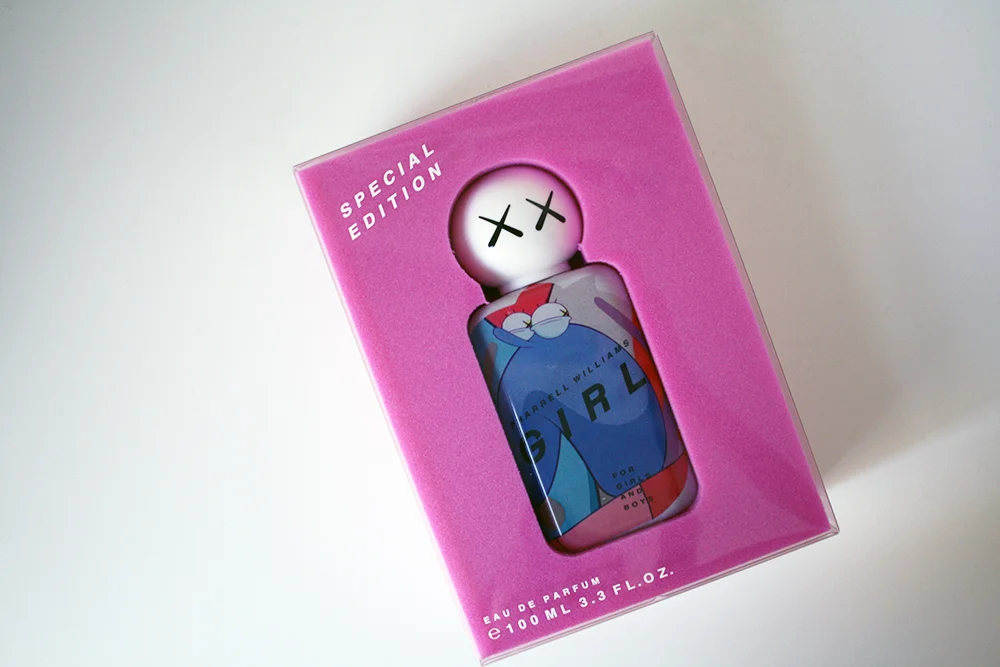 SPECIAL
EDITION
X X
PHARRELL WILLIAMS
GIRL
FOR
GIRLS
AND
BOYS
EAU DE PARFUM
℮ 100 ML 3.3 FL.OZ.